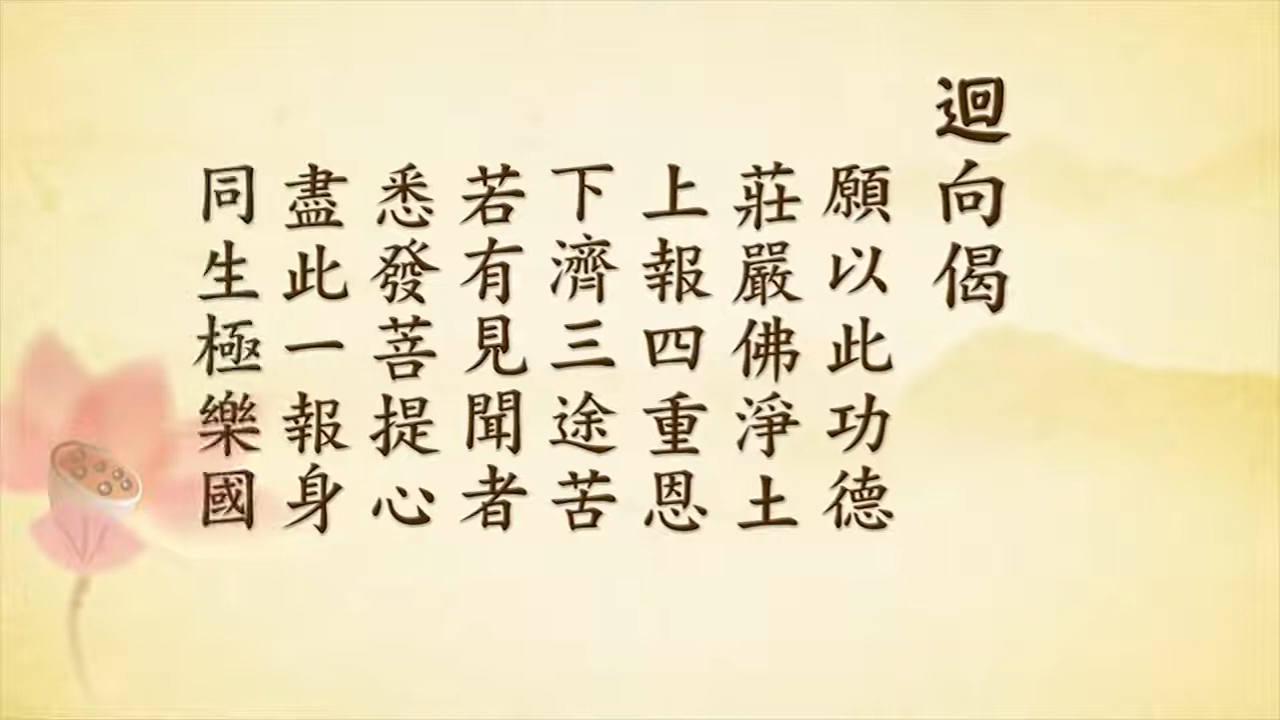 迴向偈
願以此功德
莊嚴佛淨土
上報四重恩
下濟三途苦
若有見聞者
悉發菩提心
盡此一報身
同生極樂國